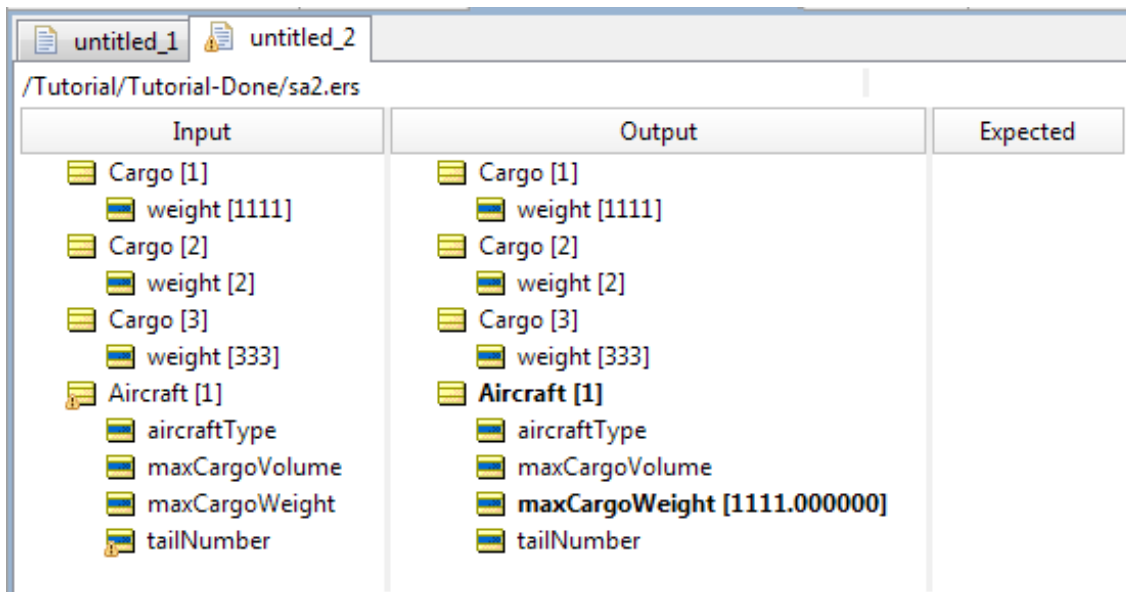 untitled_1 untitled_2
/Tutorial/Tutorial-Done/sa2.ers
Input Output Expected
Cargo [1] Cargo [1]
weight [1111] weight [1111]
Cargo [2] Cargo [2]
weight [2] weight [2]
Cargo [3] Cargo [3]
weight [333] weight [333]
Aircraft [1] Aircraft [1]
aircraftType aircraftType
maxCargoVolume maxCargoVolume
maxCargoWeight maxCargoWeight [1111.000000]
tailNumber tailNumber